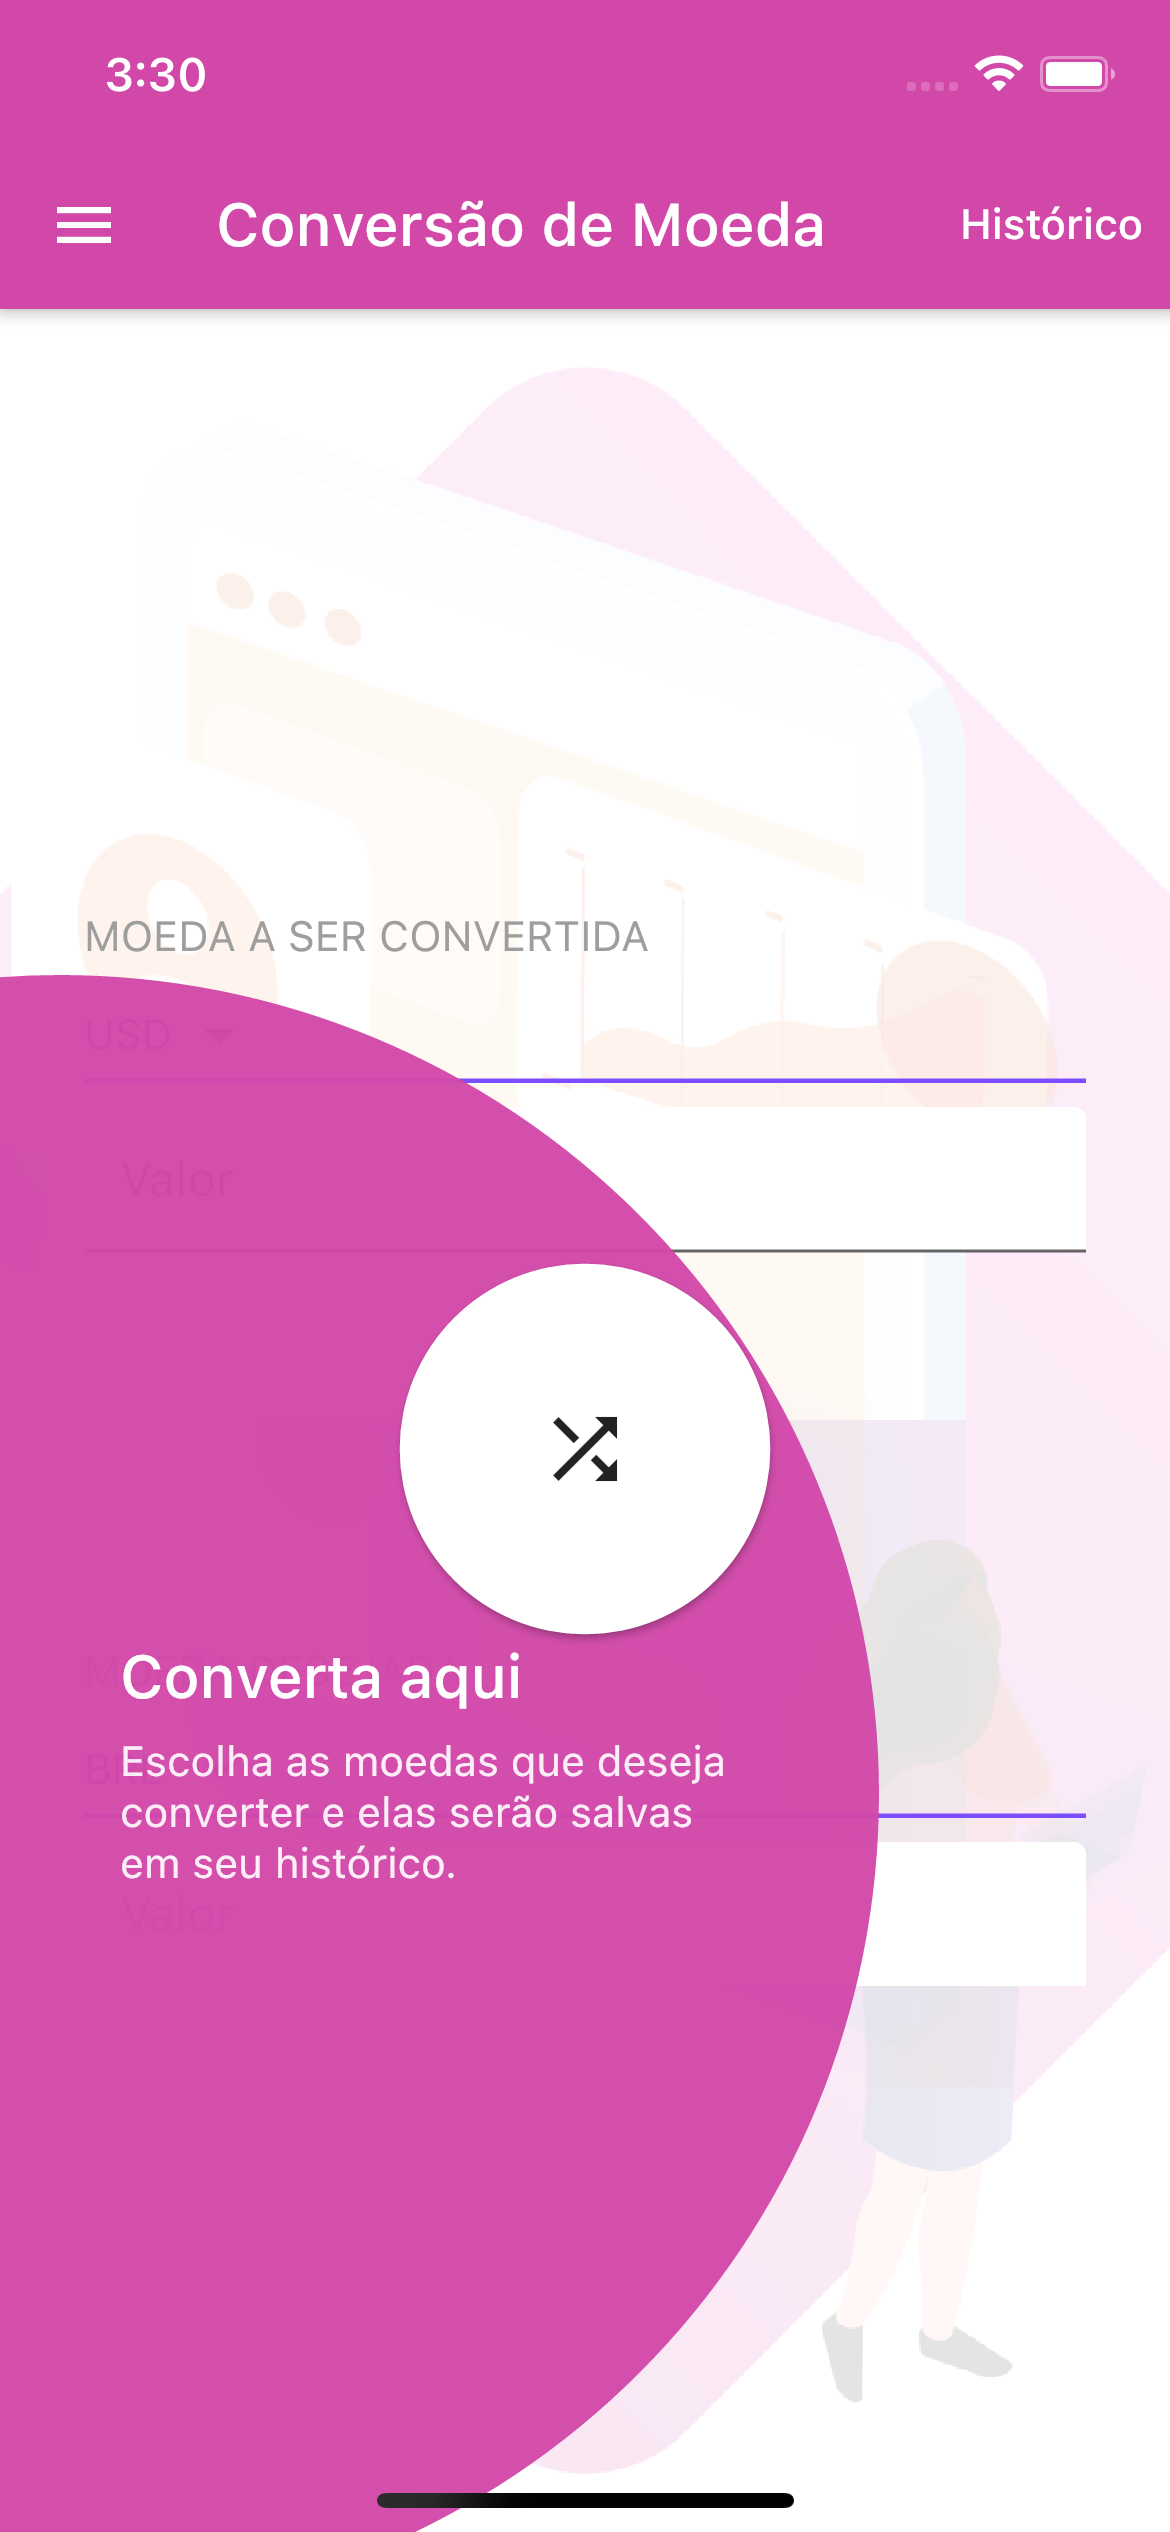 3:30
Conversão de Moeda
Histórico
MOEDA A SER CONVERTIDA
USD
Valor
Converta aqui
Escolha as moedas que deseja
converter e elas serão salvas
em seu histórico.
Valor